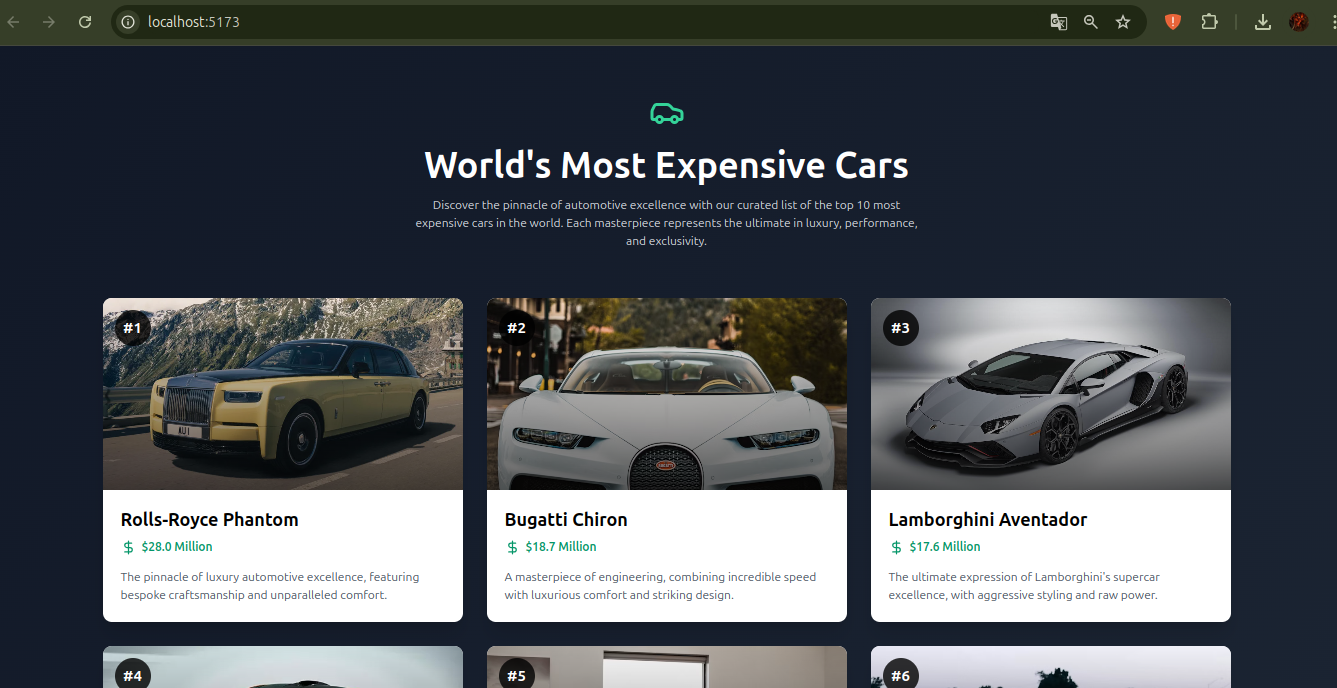 localhost:5173
World's Most Expensive Cars
Discover the pinnacle of automotive excellence with our curated list of the top 10 most
expensive cars in the world. Each masterpiece represents the ultimate in luxury, performance,
and exclusivity.
#1
AU 1
Rolls-Royce Phantom
$ $28.0 Million
The pinnacle of luxury automotive excellence, featuring
bespoke craftsmanship and unparalleled comfort.
#2
BUGATTI
Bugatti Chiron
$ $18.7 Million
A masterpiece of engineering, combining incredible speed
with luxurious comfort and striking design.
#3
Lamborghini Aventador
$ $17.6 Million
The ultimate expression of Lamborghini's supercar
excellence, with aggressive styling and raw power.
#4
#5
#6